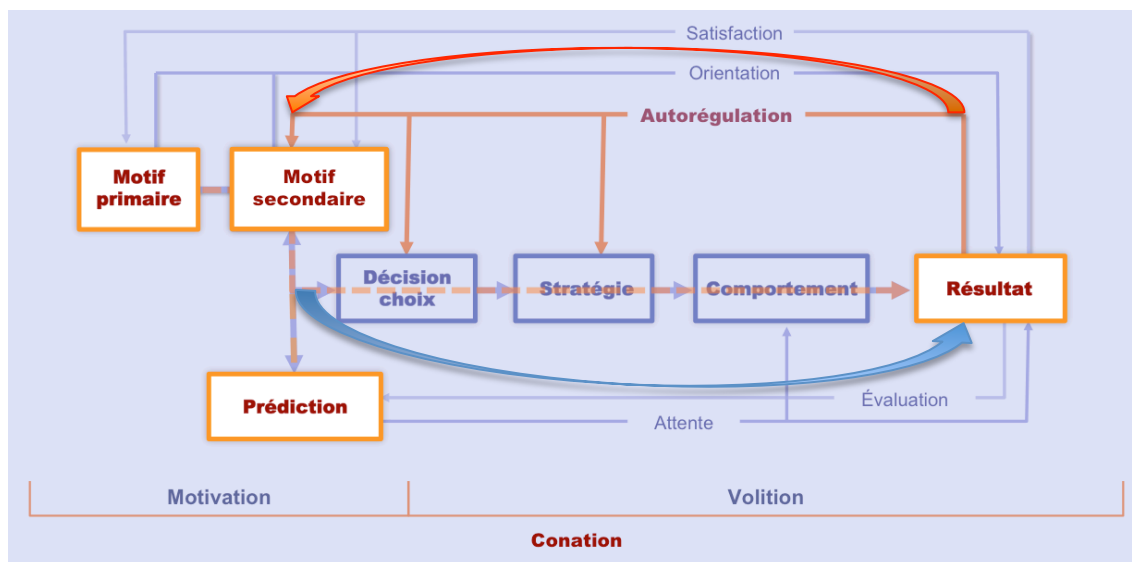 Satisfaction
Orientation
Autorégulation
Motif
primaire
Motif
secondaire
Décision
choix
Stratégie
Comportement
Résultat
Prédiction
Évaluation
Attente
Motivation
Volition
Conation